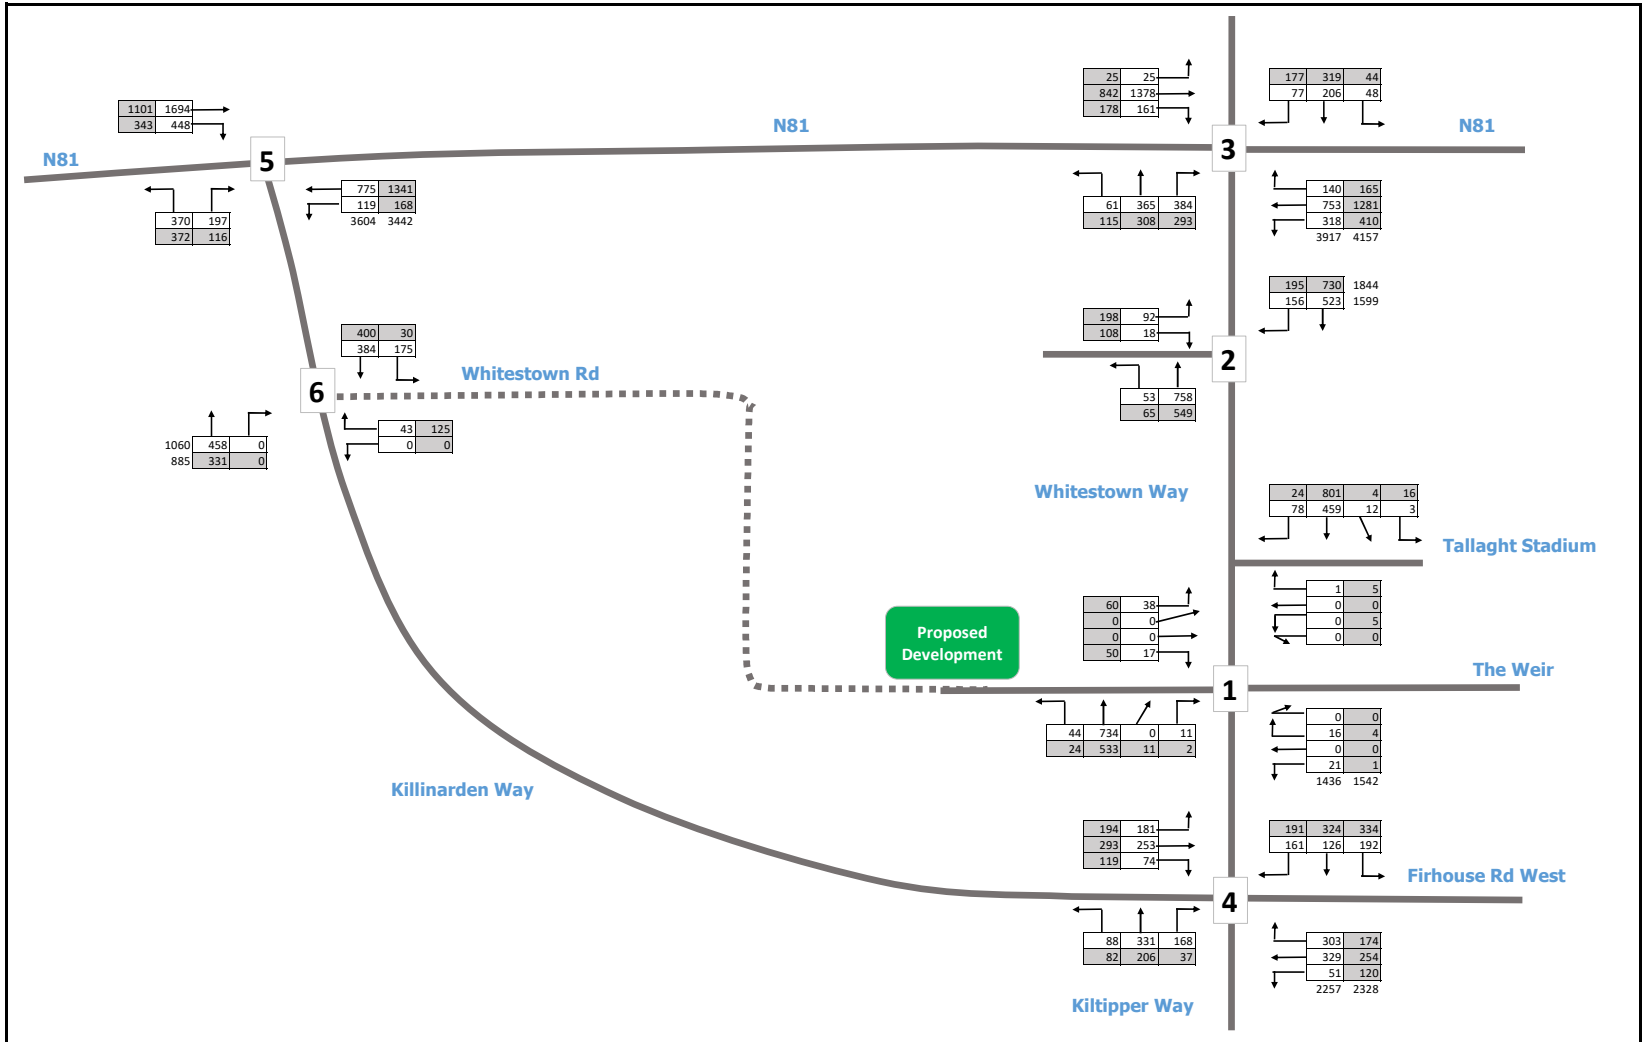 25 25
842 1378
178 161
177 319 44
77 206 48
1101 1694
343 448
N81
N81
N81
5
3
775 1341
119 168
3604 3442
370 197
372 116
61 365 384
115 308 293
140 165
753 1281
318 410
3917 4157
195 730 1844
156 523 1599
198 92
108 18
2
400 30
384 175
Whitestown Rd
6
53 758
65 549
43 125
0 0
1060 458 0
885 331 0
Whitestown Way
24 801 4 16
78 459 12 3
Tallaght Stadium
1 5
0 0
0 5
0 0
60 38
0 0
0 0
50 17
Proposed
Development
The Weir
1
44 734 0 11
24 533 11 2
0 0
16 4
0 0
21 1
1436 1542
Killinarden Way
194 181
293 253
119 74
191 324 334
161 126 192
Firhouse Rd West
4
88 331 168
82 206 37
303 174
329 254
51 120
2257 2328
Kiltipper Way